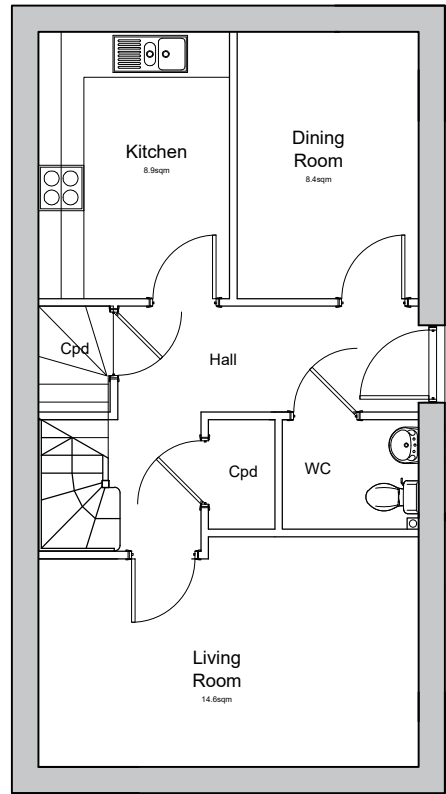 Kitchen
8.9sqm
Dining
Room
8.4sqm
Cpd
Hall
Cpd
WC
Living
Room
14.6sqm